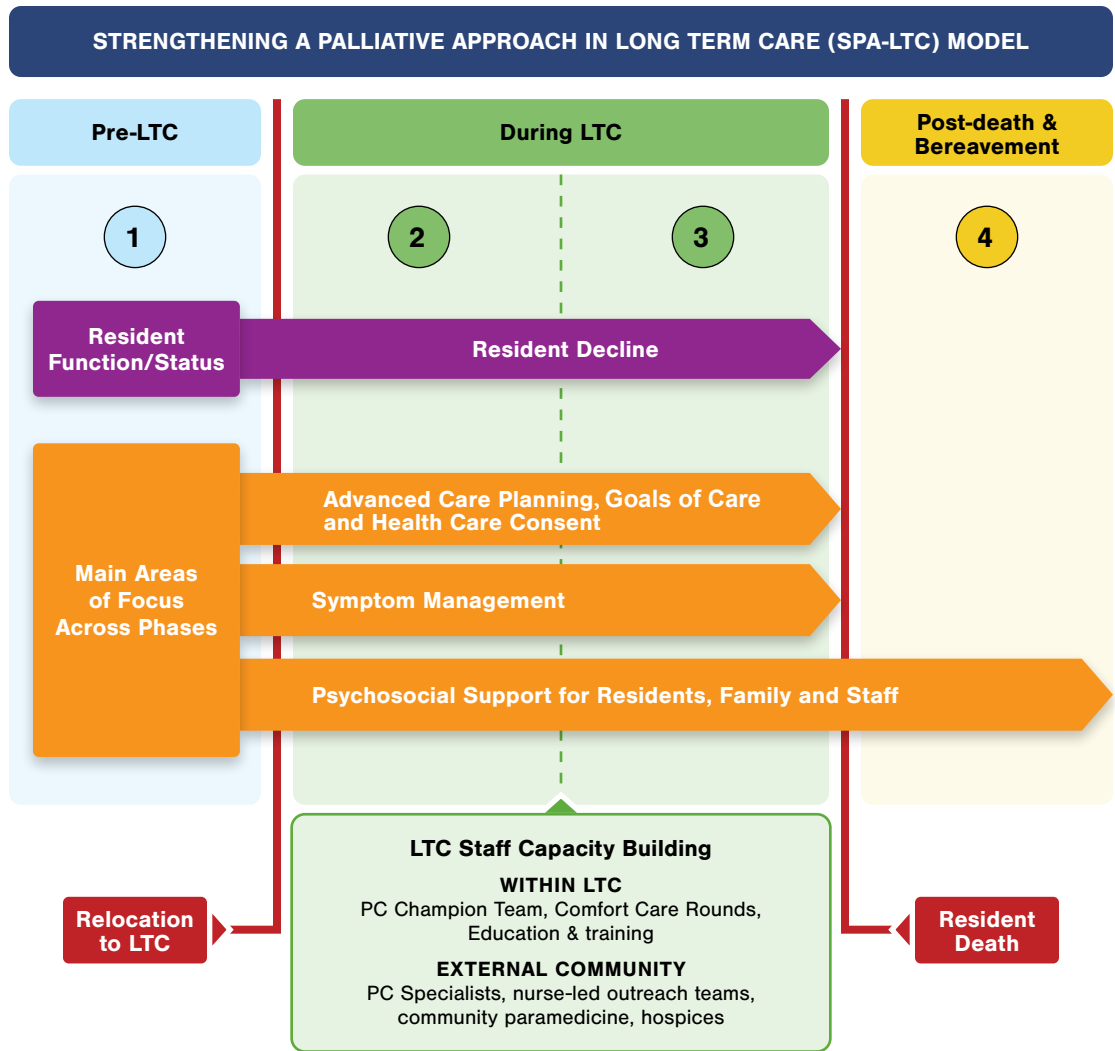 STRENGTHENING A PALLIATIVE APPROACH IN LONG TERM CARE (SPA-LTC) MODEL
Pre-LTC
During LTC
Post-death &
Bereavement
1
2
3
4
Resident
Function/Status
Resident Decline
Main Areas
of Focus
Across Phases
Advanced Care Planning, Goals of Care
and Health Care Consent
Symptom Management
Psychosocial Support for Residents, Family and Staff
LTC Staff Capacity Building
WITHIN LTC
PC Champion Team, Comfort Care Rounds,
Education & training
EXTERNAL COMMUNITY
PC Specialists, nurse-led outreach teams,
community paramedicine, hospices
Relocation
to LTC
Resident
Death